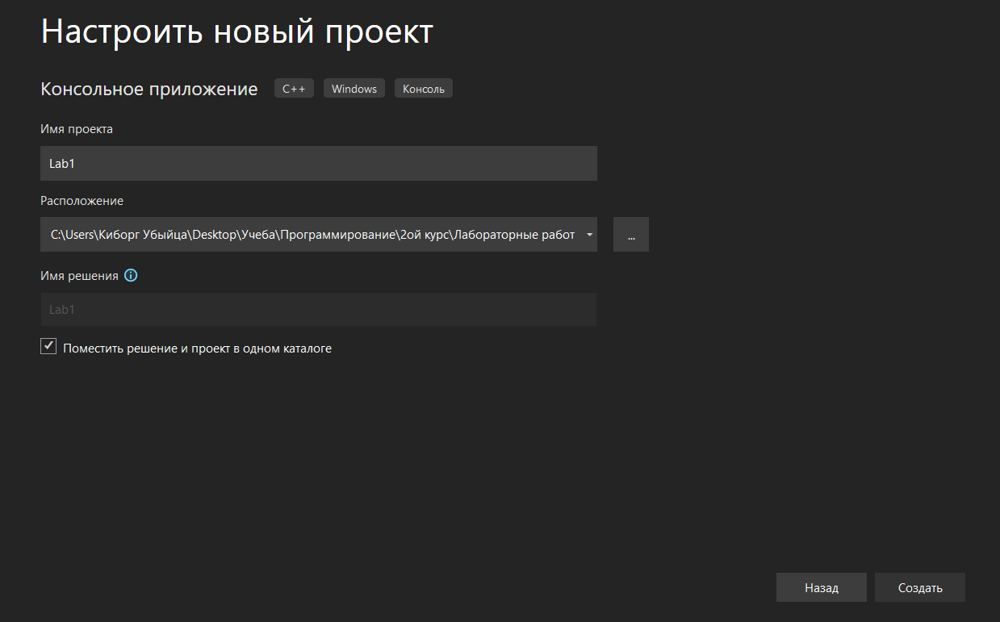 Настроить новый проект
Консольное приложение C++ Windows Консоль
Имя проекта
Lab1
Расположение
C:\Users\Киборг Убыйца\Desktop\Учеба\Программирование\2ой курс\Лабораторные работ
...
Имя решения
Lab1
Поместить решение и проект в одном каталоге
Назад Создать